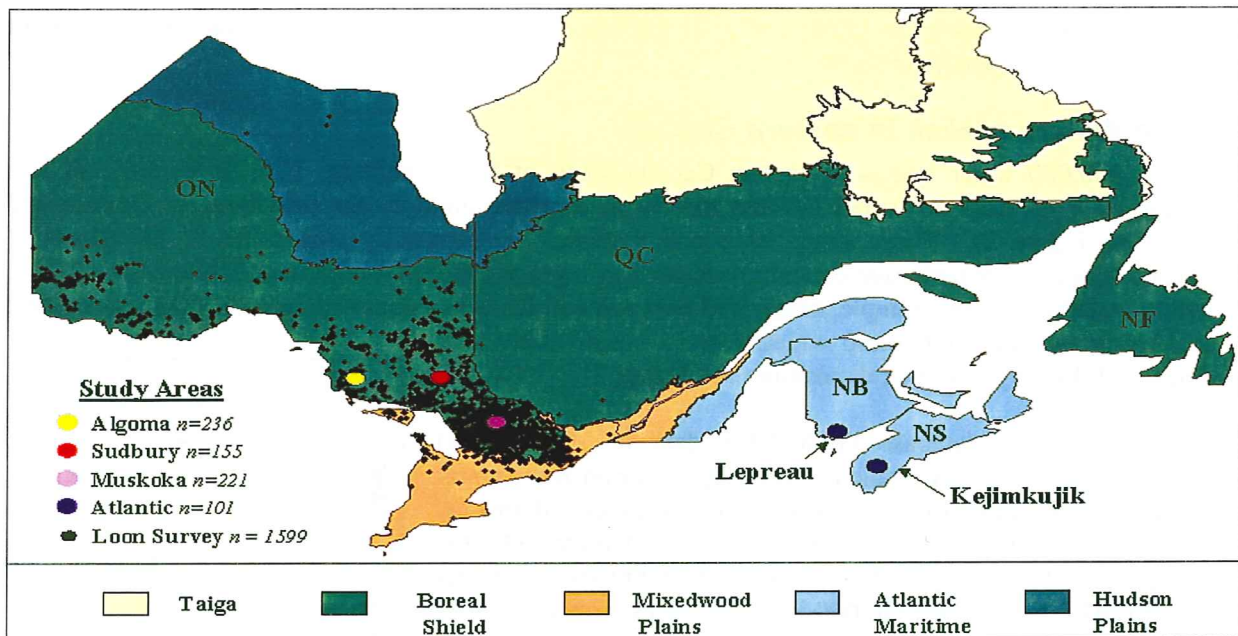 ON
QC
NF
NB
NS
Lepreau
Kejimkujik
Study Areas
Algoma n=236
Sudbury n=155
Muskoka n=221
Atlantic n=101
Loon Survey n = 1599
Taiga
Boreal
Shield
Mixedwood
Plains
Atlantic
Maritime
Hudson
Plains